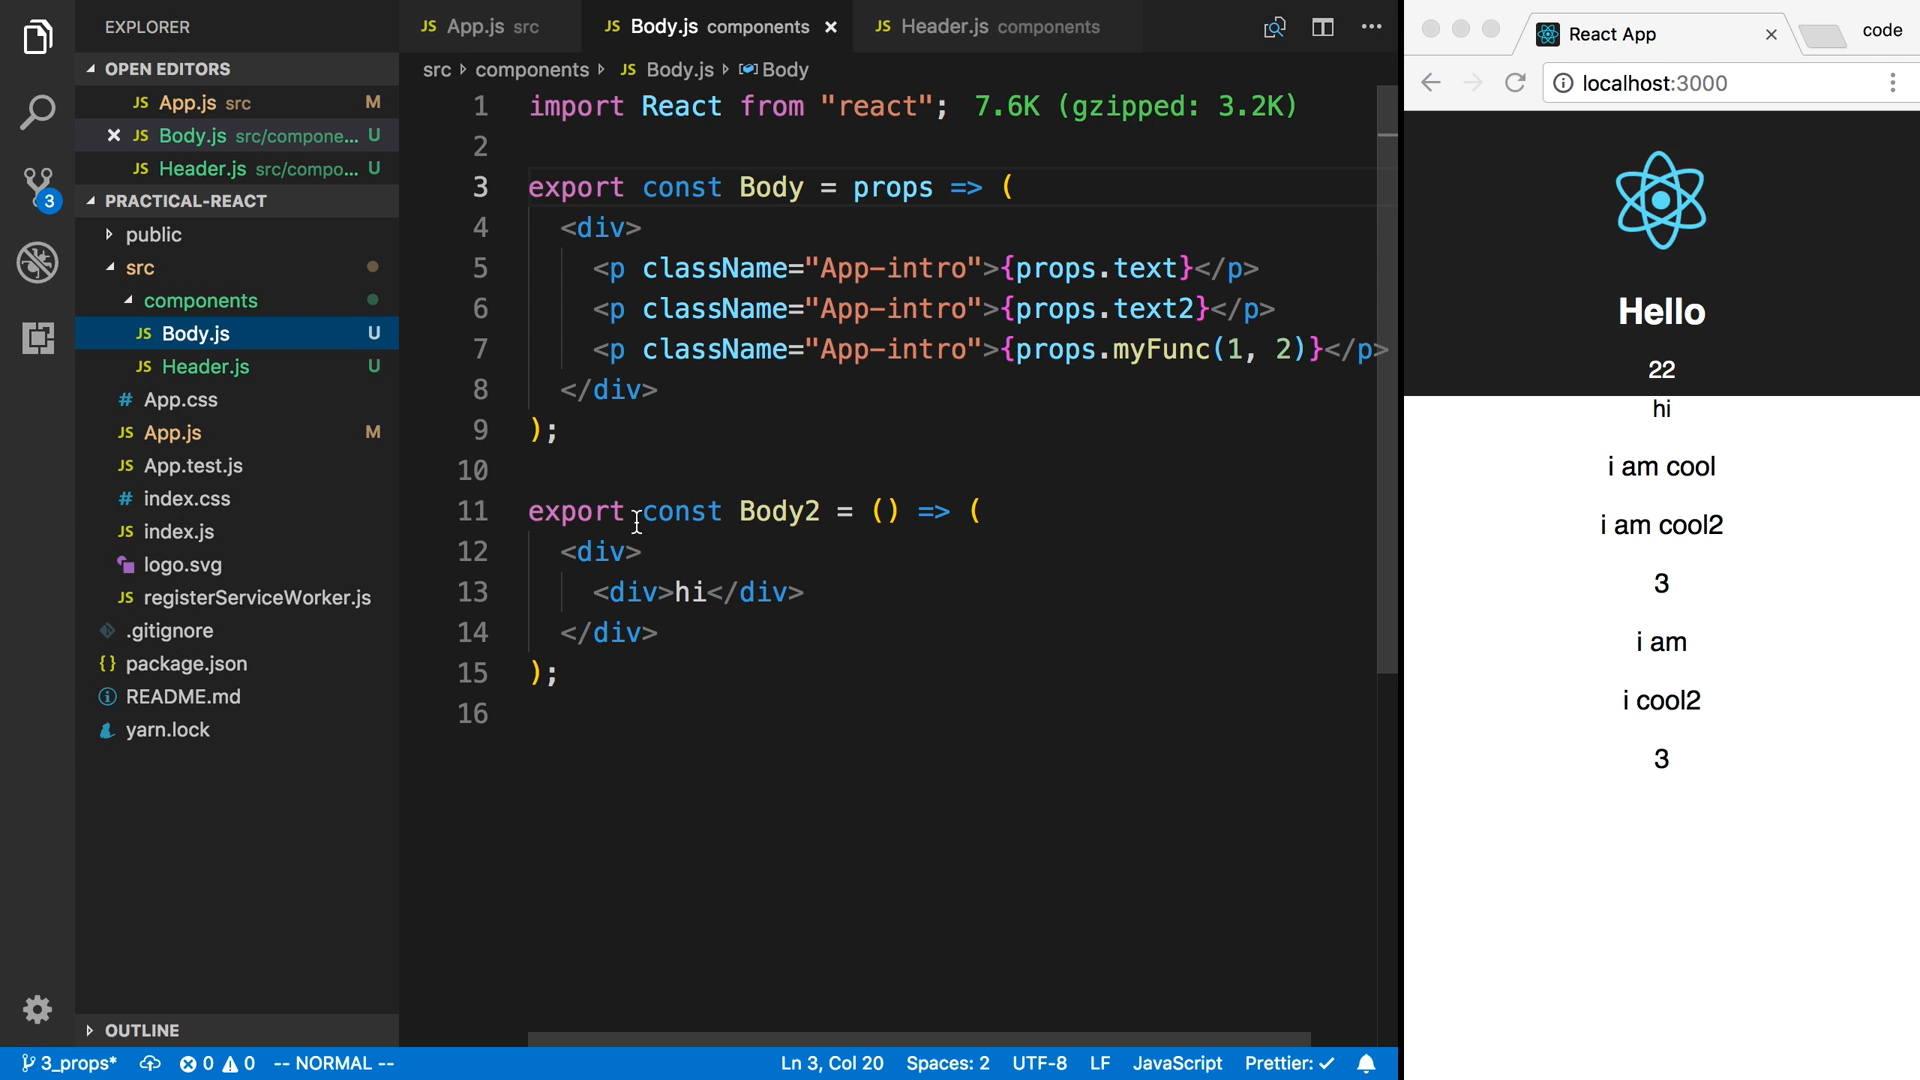 EXPLORER
OPEN EDITORS
JS App.js src M
JS Body.js src/compone... U
JS Header.js src/compo... U
3
PRACTICAL-REACT
public
src
components
JS Body.js U
JS Header.js U
# App.css
JS App.js M
JS App.test.js
# index.css
JS index.js
logo.svg
JS registerServiceWorker.js
.gitignore
{} package.json
README.md
yarn.lock
OUTLINE
JS App.js src
JS Body.js components
JS Header.js components
src components JS Body.js Body
1 import React from "react"; 7.6K (gzipped: 3.2K)
2
3 export const Body = props => (
4 <div>
5 <p className="App-intro">{props.text}</p>
6 <p className="App-intro">{props.text2}</p>
7 <p className="App-intro">{props.myFunc(1, 2)}</p>
8 </div>
9 );
10
11 export const Body2 = () => (
12 <div>
13 <div>hi</div>
14 </div>
15 );
16
3_props* 0 0 -- NORMAL -- Ln 3, Col 20 Spaces: 2 UTF-8 LF JavaScript Prettier: ✓
React App code
localhost:3000
Hello
22
hi
i am cool
i am cool2
3
i am
i cool2
3